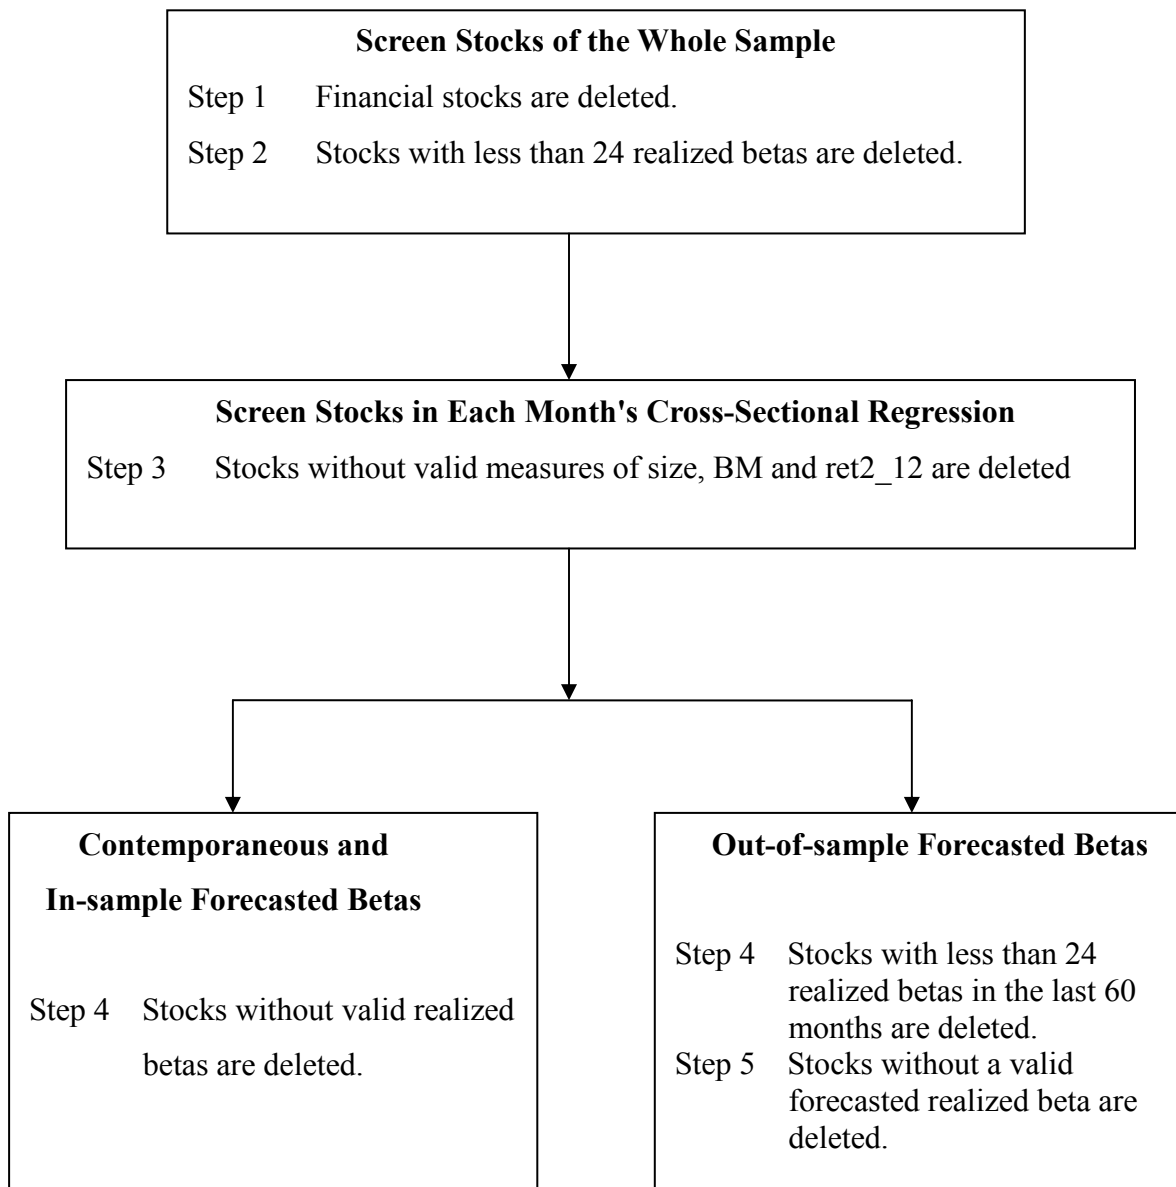 Screen Stocks of the Whole Sample
Step 1 Financial stocks are deleted.
Step 2 Stocks with less than 24 realized betas are deleted.
Screen Stocks in Each Month's Cross-Sectional Regression
Step 3 Stocks without valid measures of size, BM and ret2_12 are deleted
Contemporaneous and
In-sample Forecasted Betas
Step 4 Stocks without valid realized
betas are deleted.
Out-of-sample Forecasted Betas
Step 4 Stocks with less than 24
realized betas in the last 60
months are deleted.
Step 5 Stocks without a valid
forecasted realized beta are
deleted.